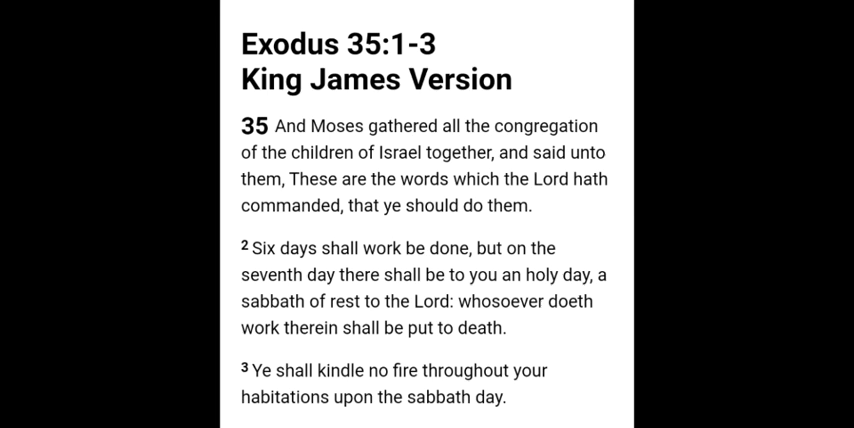 Exodus 35:1-3
King James Version
35 And Moses gathered all the congregation
of the children of Israel together, and said unto
them, These are the words which the Lord hath
commanded, that ye should do them.
2 Six days shall work be done, but on the
seventh day there shall be to you an holy day, a
sabbath of rest to the Lord: whosoever doeth
work therein shall be put to death.
3 Ye shall kindle no fire throughout your
habitations upon the sabbath day.